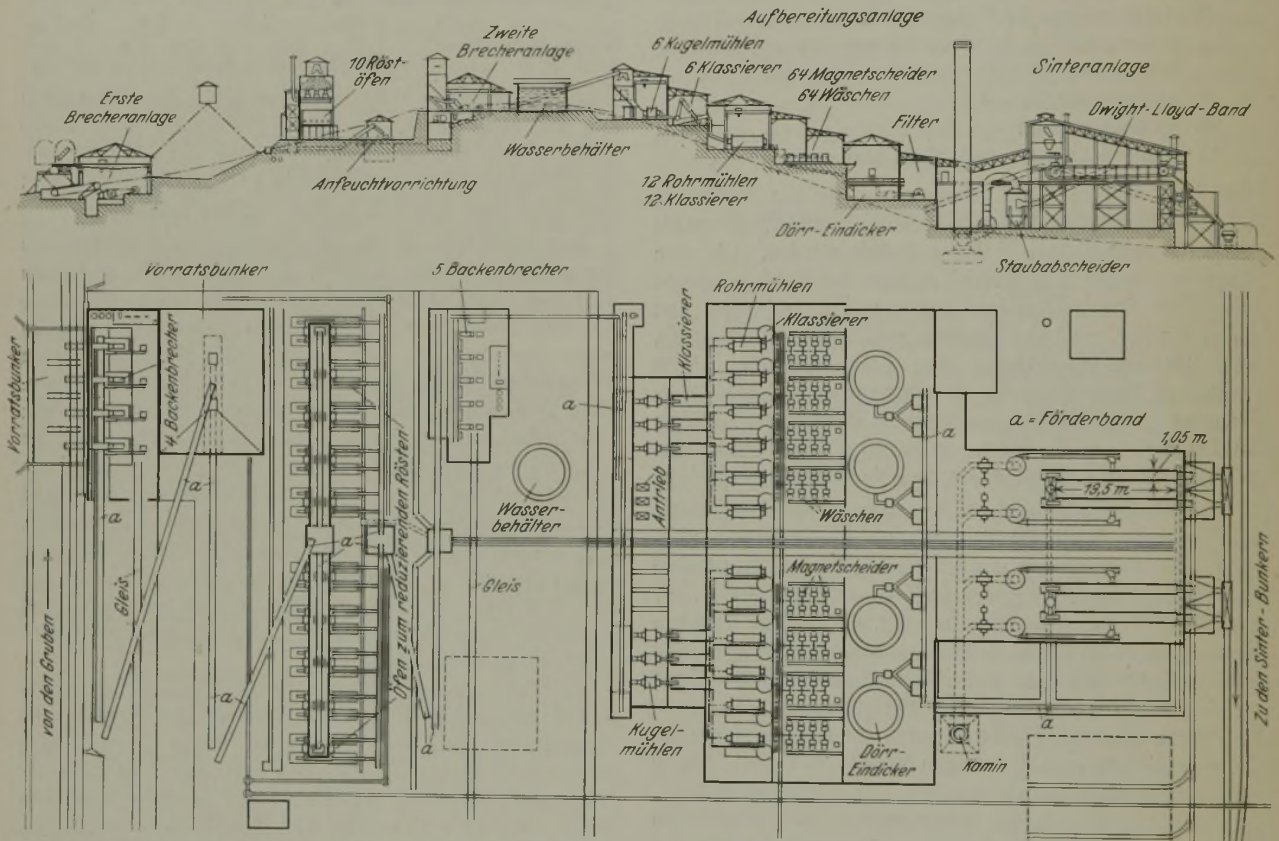 Aufbereitungsanlage
Zweite
Brecheranlage
6 Kugelmühlen
6 Klassierer
10 Röst-
öfen
64 Magnetscheider
64 Wäschen
Sinteranlage
Erste
Brecheranlage
Filter
Dwight-Lloyd-Band
Wasserbehälter
Anfeuchtvorrichtung
12 Rohrmühlen
12 Klassierer
Dörr-Eindicker
Staubabscheider
Vorratsbunker
5 Backenbrecher
Rohrmühlen
Klassierer
Klassierer
Vorratsbunker
4 Backenbrecher
a
a = Förderband
1,05 m
19,5 m
a
a
a
Antrieb
Wasser-
behälter
Wäschen
a
Öfen zum reduzierenden Rösten
Magnetscheider
Gleis
Gleis
von den Gruben
a
a
a
a
Kugel-
mühlen
Dörr-
Eindicker
Kamin
Zu den Sinter-Bunkern